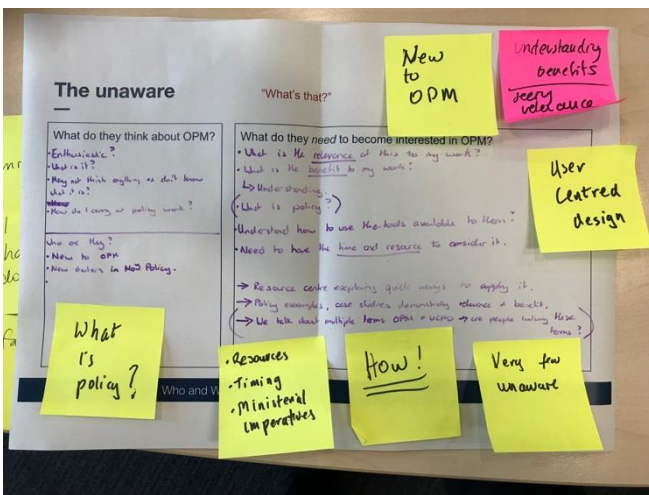 The unaware
"What's that?"
New
to
OPM
understanding
benefits
relevance
What do they think about OPM?
• Enthusiastic?
• What is it?
• May not think anything as don't know
what it is?
• How do I carry out policy work?
Who are they?
• New to OPM
• New starters in MoJ Policy.
What do they need to become interested in OPM?
• What is the relevance of this to my work?
• What is the benefit to my work?
↳ Understanding.
(• What is policy?)
• Understand how to use the tools available to them?
• Need to have the time and resource to consider it.
→ Resource centre explaining quick ways to apply it.
→ Policy examples, case studies demonstrating relevance + benefit.
(→ We talk about multiple terms OPM + UCPD → are people linking these
terms?)
User
Centred
design
What
is
policy?
Who and W
• Resources
• Timing
• Ministerial
imperatives
How!
Very few
unaware